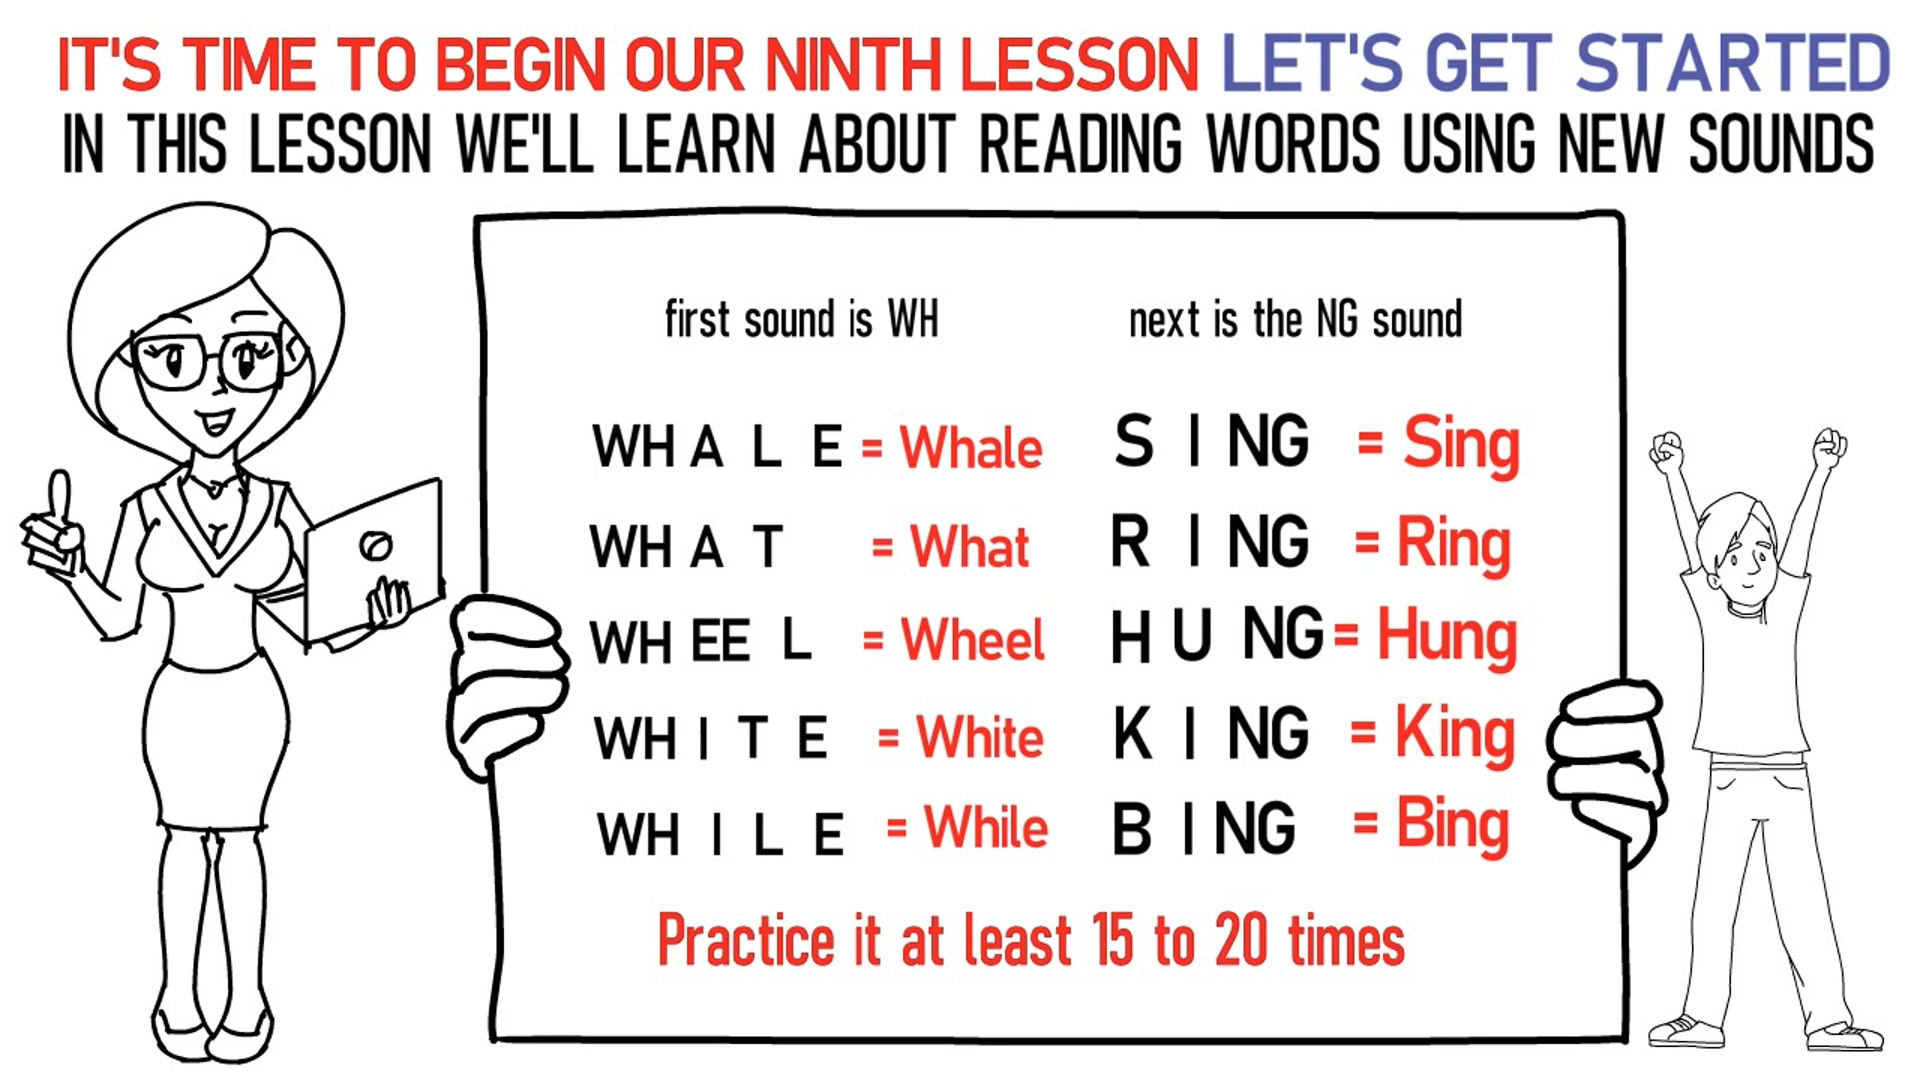 IT'S TIME TO BEGIN OUR NINTH LESSON LET'S GET STARTED
IN THIS LESSON WE'LL LEARN ABOUT READING WORDS USING NEW SOUNDS
first sound is WH
WH A L E = Whale
WH A T = What
WH EE L = Wheel
WH I T E = White
WH I L E = While
next is the NG sound
S I NG = Sing
R I NG = Ring
H U NG = Hung
K I NG = King
B I NG = Bing
Practice it at least 15 to 20 times